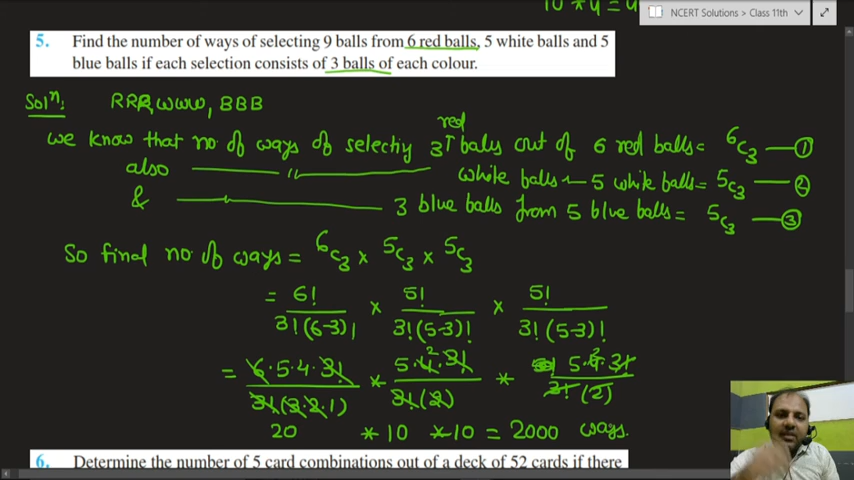 10 * 4 = 4
NCERT Solutions > Class 11th
5. Find the number of ways of selecting 9 balls from 6 red balls, 5 white balls and 5
blue balls if each selection consists of 3 balls of each colour.
Solⁿ: RRR, WWW, BBB
red
we know that no. of ways of selecting 3 balls out of 6 red balls = ⁶C₃ — ①
also — 〃 — white balls — 5 white balls = ⁵C₃ — ②
& — 3 blue balls from 5 blue balls = ⁵C₃ — ③
So final no. of ways = ⁶C₃ × ⁵C₃ × ⁵C₃
= 6!/3!(6-3)! × 5!/3!(5-3)! × 5!/3!(5-3)!
= 6·5·4·3!/3!(3·2·1) * 5·4²·3!/3!(2) * 5·4²·3!/3!(2)
20 * 10 * 10 = 2000 ways.
6. Determine the number of 5 card combinations out of a deck of 52 cards if there